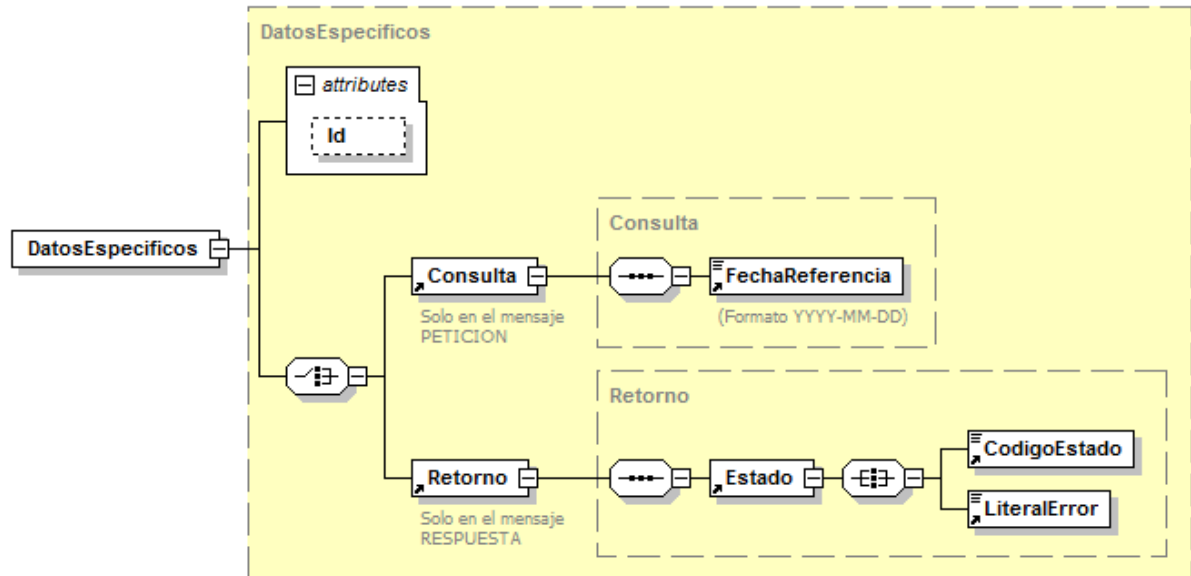 DatosEspecificos
attributes
Id
DatosEspecificos
Consulta
Consulta
FechaReferencia
Solo en el mensaje
PETICION
(Formato YYYY-MM-DD)
Retorno
Retorno
Estado
CodigoEstado
LiteralError
Solo en el mensaje
RESPUESTA